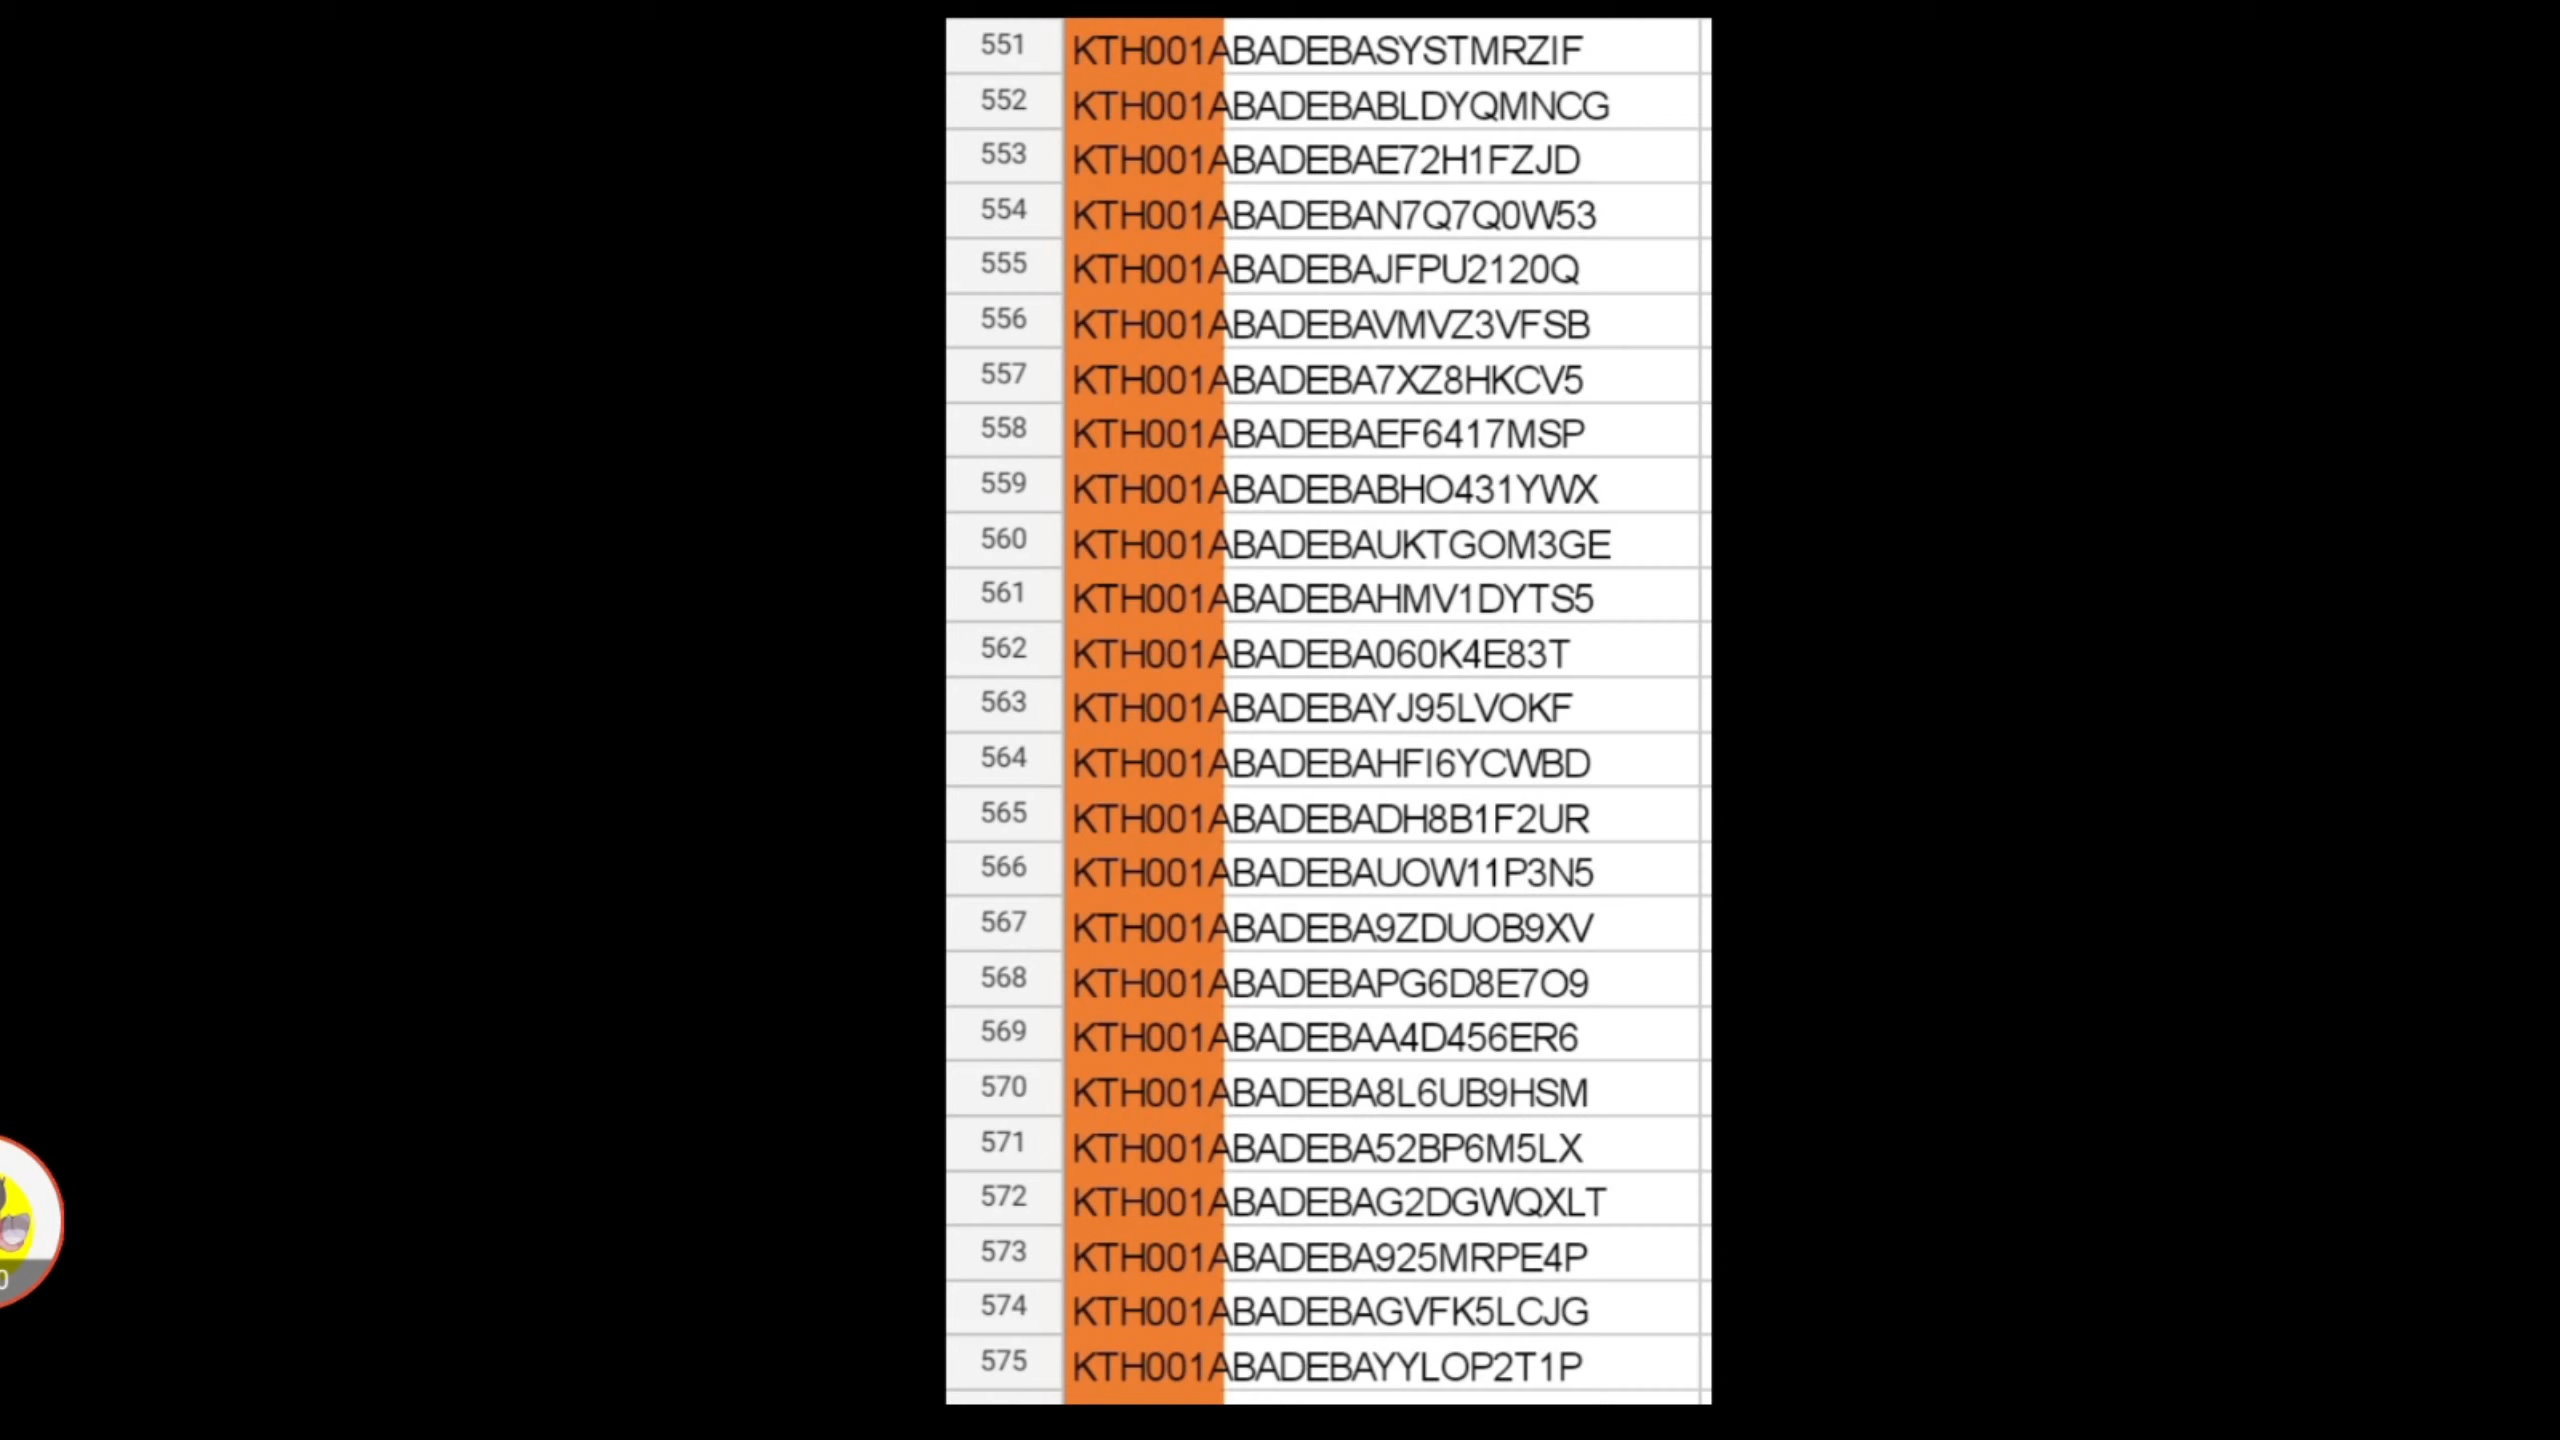 551 KTH001ABADEBASYSTMRZIF
552 KTH001ABADEBABLDYQMNCG
553 KTH001ABADEBAE72H1FZJD
554 KTH001ABADEBAN7Q7Q0W53
555 KTH001ABADEBAJFPU2120Q
556 KTH001ABADEBAVMVZ3VFSB
557 KTH001ABADEBA7XZ8HKCV5
558 KTH001ABADEBAEF6417MSP
559 KTH001ABADEBABHO431YWX
560 KTH001ABADEBAUKTGOM3GE
561 KTH001ABADEBAHMV1DYTS5
562 KTH001ABADEBA060K4E83T
563 KTH001ABADEBAYJ95LVOKF
564 KTH001ABADEBAHFI6YCWBD
565 KTH001ABADEBADH8B1F2UR
566 KTH001ABADEBAUOW11P3N5
567 KTH001ABADEBA9ZDUOB9XV
568 KTH001ABADEBAPG6D8E7O9
569 KTH001ABADEBAA4D456ER6
570 KTH001ABADEBA8L6UB9HSM
571 KTH001ABADEBA52BP6M5LX
572 KTH001ABADEBAG2DGWQXLT
573 KTH001ABADEBA925MRPE4P
574 KTH001ABADEBAGVFK5LCJG
575 KTH001ABADEBAYYLOP2T1P